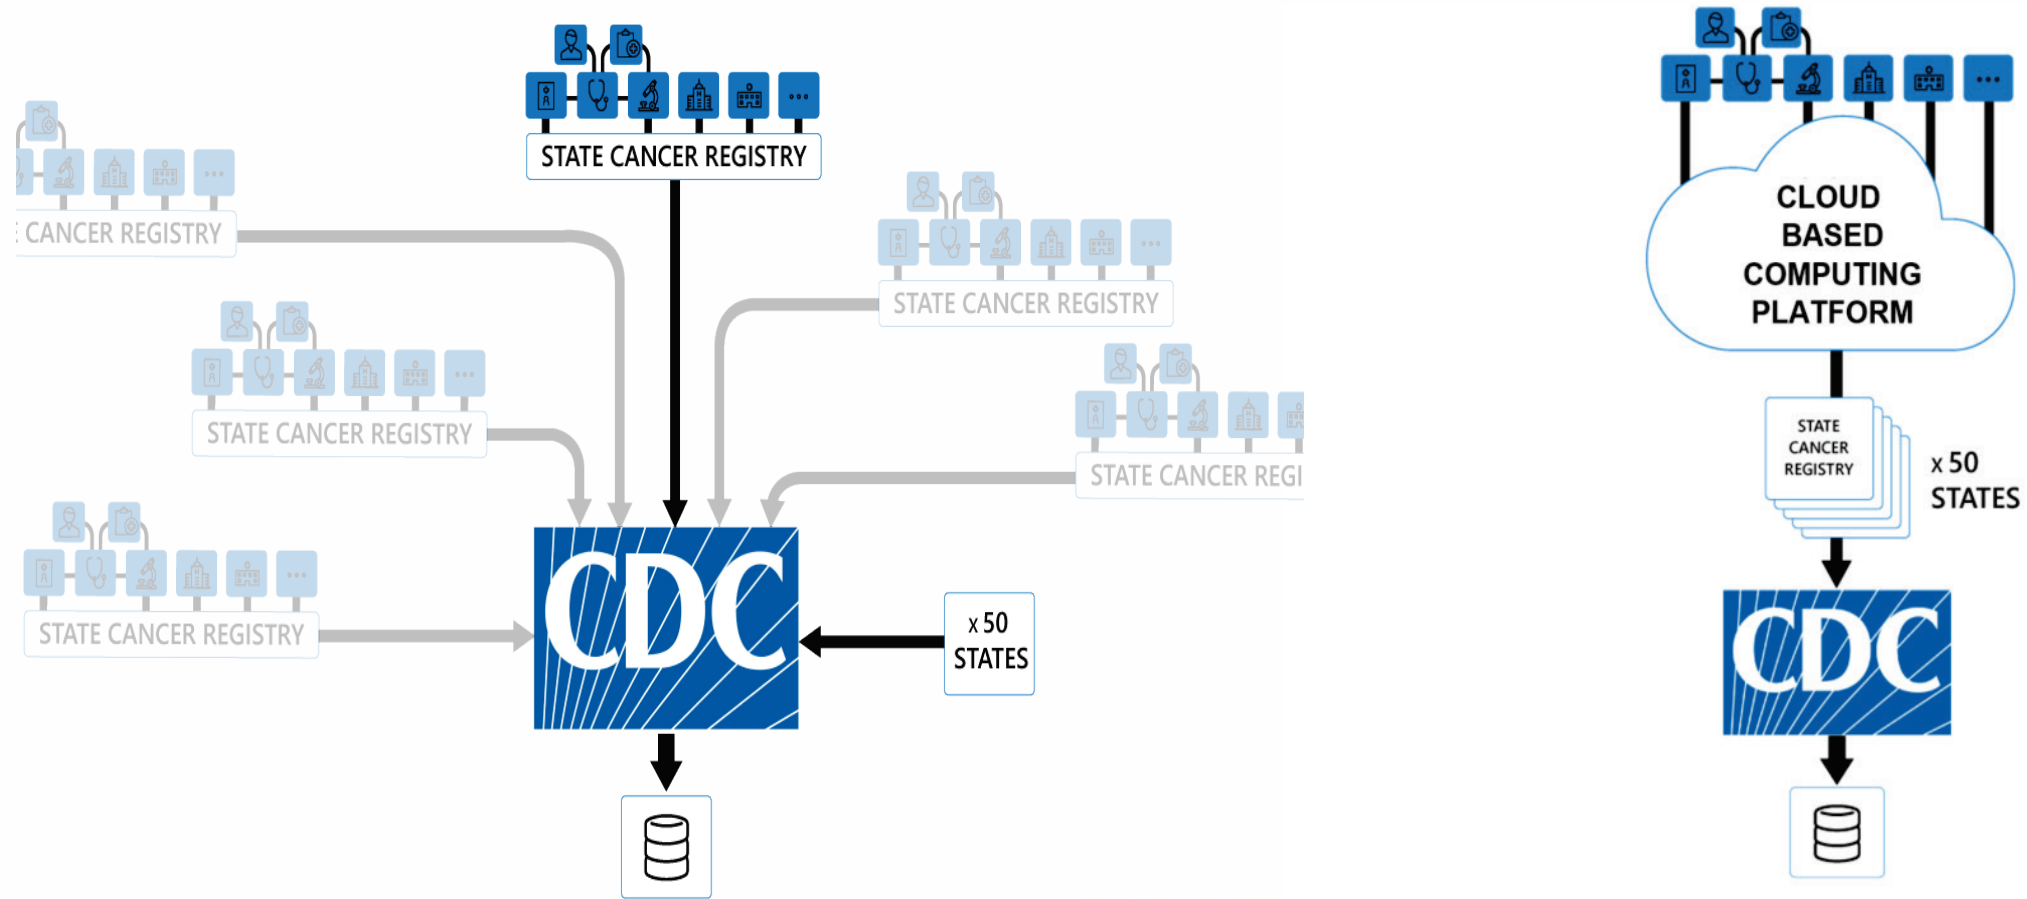 STATE CANCER REGISTRY
CANCER REGISTRY
STATE CANCER REGISTRY
STATE CANCER REGISTRY
STATE CANCER REGI
STATE CANCER REGISTRY
CDC
x 50
STATES
CLOUD
BASED
COMPUTING
PLATFORM
STATE
CANCER
REGISTRY
x 50
STATES
CDC